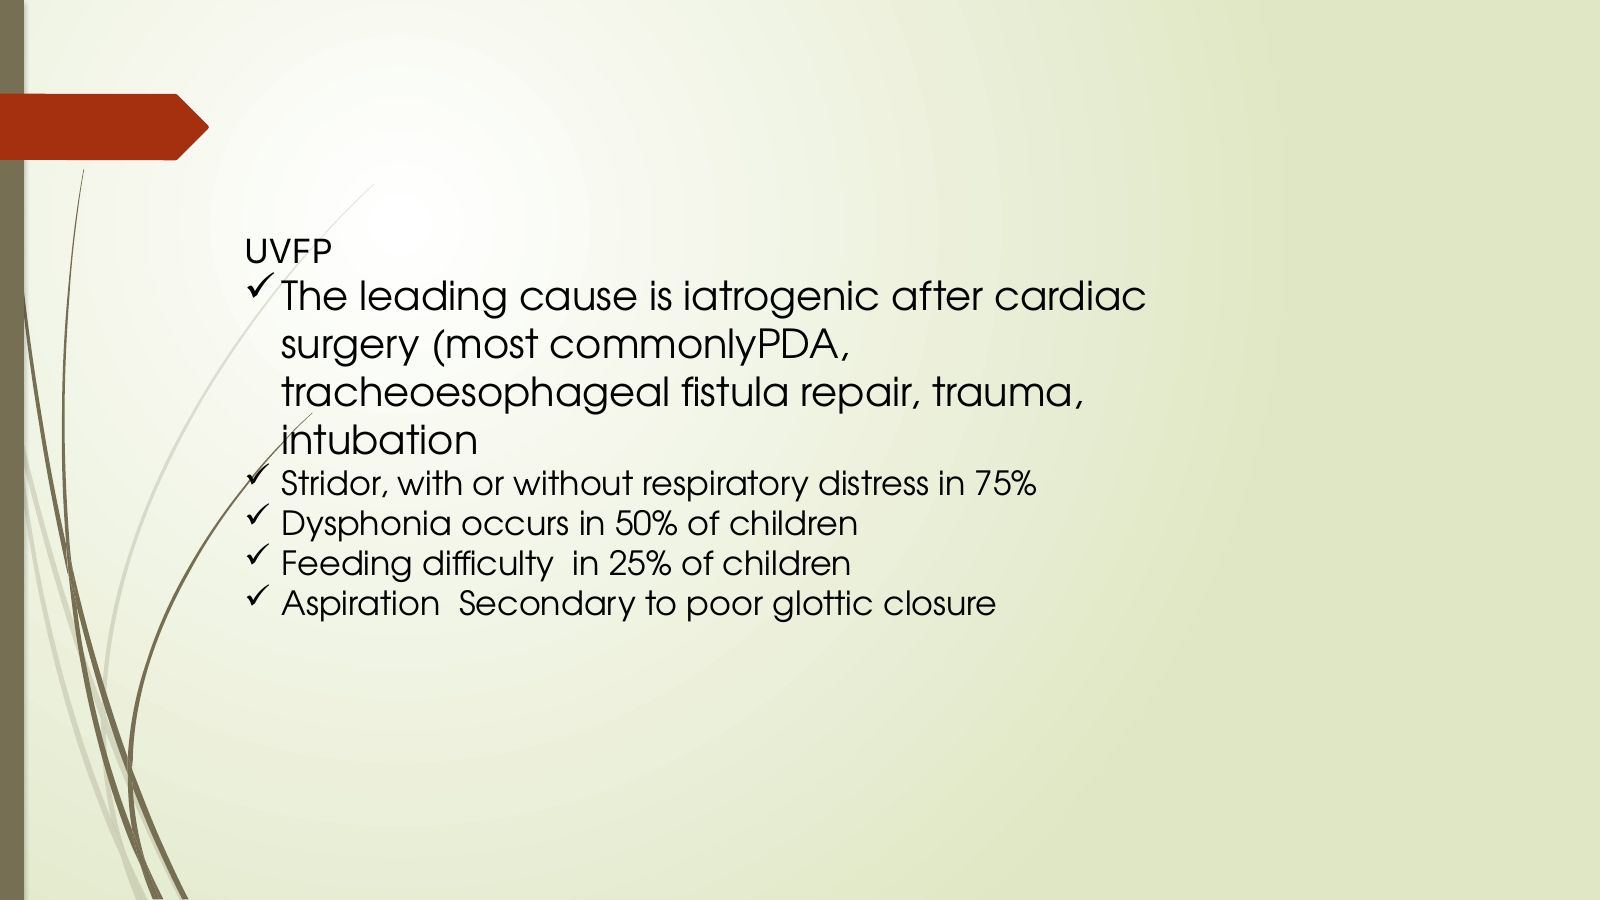 UVFP
✓ The leading cause is iatrogenic after cardiac
surgery (most commonlyPDA,
tracheoesophageal fistula repair, trauma,
intubation
✓ Stridor, with or without respiratory distress in 75%
✓ Dysphonia occurs in 50% of children
✓ Feeding difficulty  in 25% of children
✓ Aspiration  Secondary to poor glottic closure